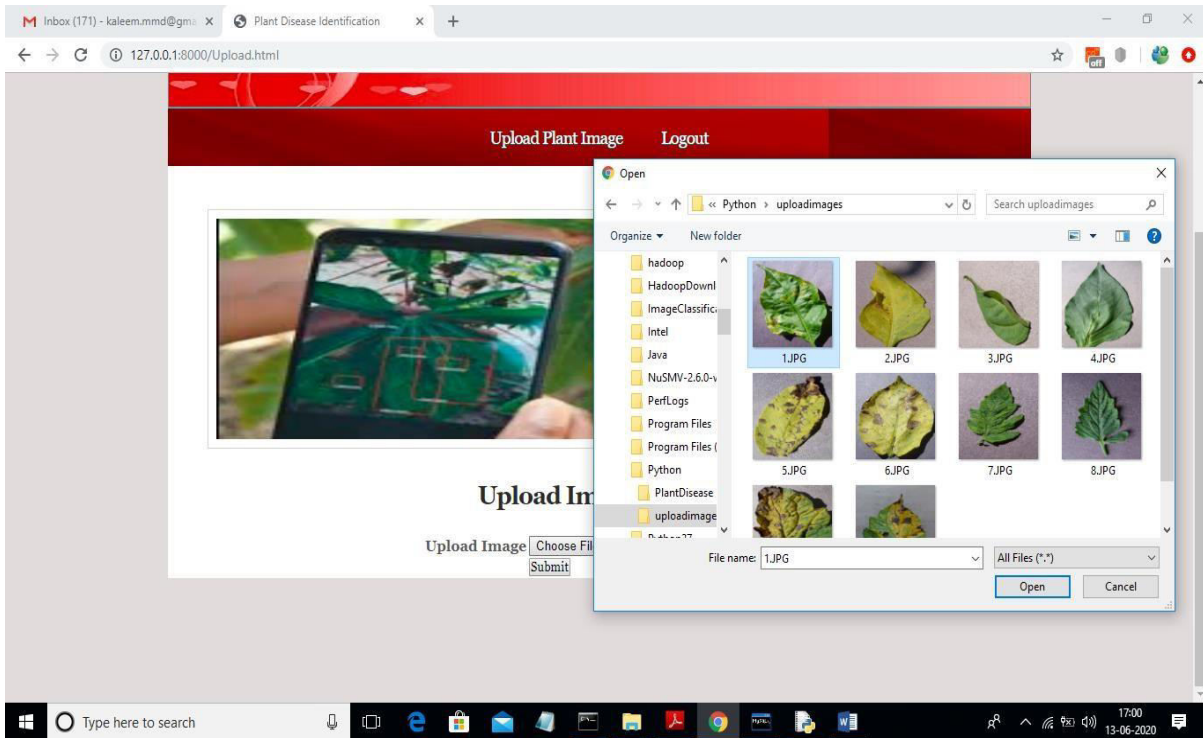 Inbox (171) - kaleem.mmd@gma
Plant Disease Identification
127.0.0.1:8000/Upload.html
off
Upload Plant Image Logout
Open
« Python › uploadimages
Search uploadimages
Organize New folder
hadoop
HadoopDownl
ImageClassific
Intel
Java
NuSMV-2.6.0-v
PerfLogs
Program Files
Program Files (
Python
PlantDisease
uploadimage
Python27
1.JPG 2.JPG 3.JPG 4.JPG
5.JPG 6.JPG 7.JPG 8.JPG
File name: 1.JPG All Files (*.*)
Open Cancel
Upload Im
Upload Image Choose Fil
Submit
Type here to search
17:00
13-06-2020